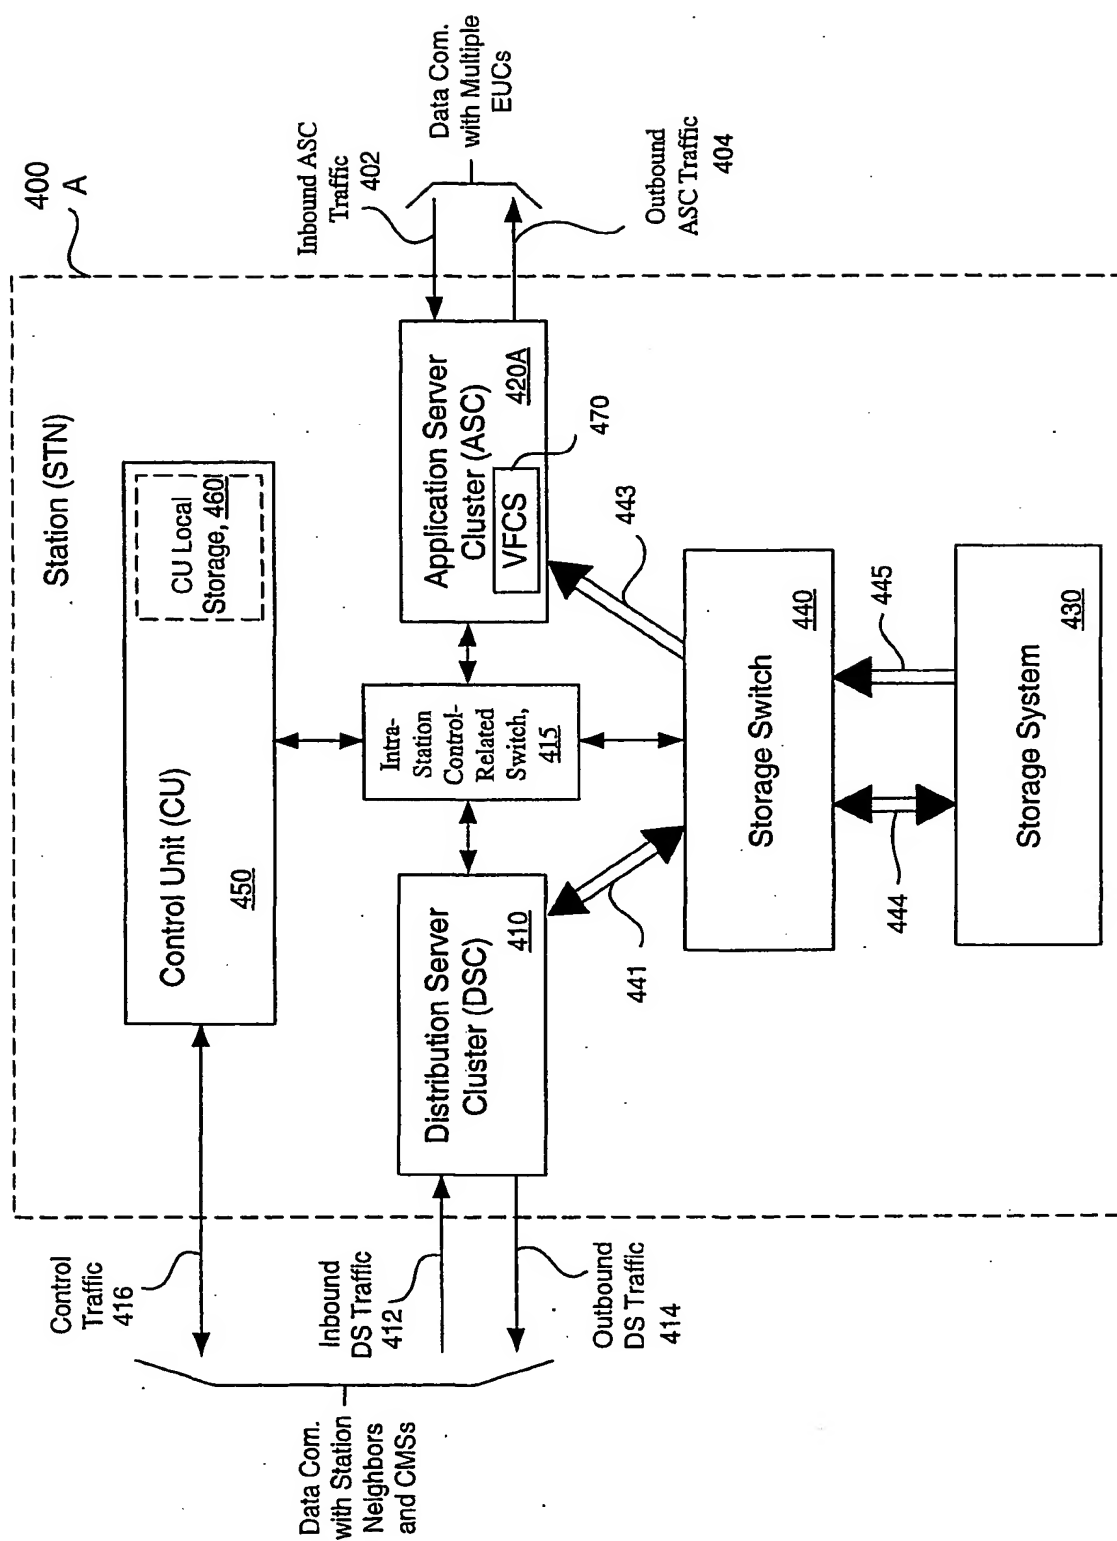 400
A
Station (STN)
Control Unit (CU)
450
CU Local
Storage, 460
Control
Traffic
416
Inbound
DS Traffic
412
Outbound
DS Traffic
414
Data Com.
with Station
Neighbors
and CMSs
Distribution Server
Cluster (DSC)
410
Intra-
Station
Control-
Related
Switch,
415
Application Server
Cluster (ASC)
420A
VFCS
470
Inbound ASC
Traffic
402
Outbound
ASC Traffic
404
Data Com.
with Multiple
EUCs
441
443
Storage Switch
440
444
445
Storage System
430